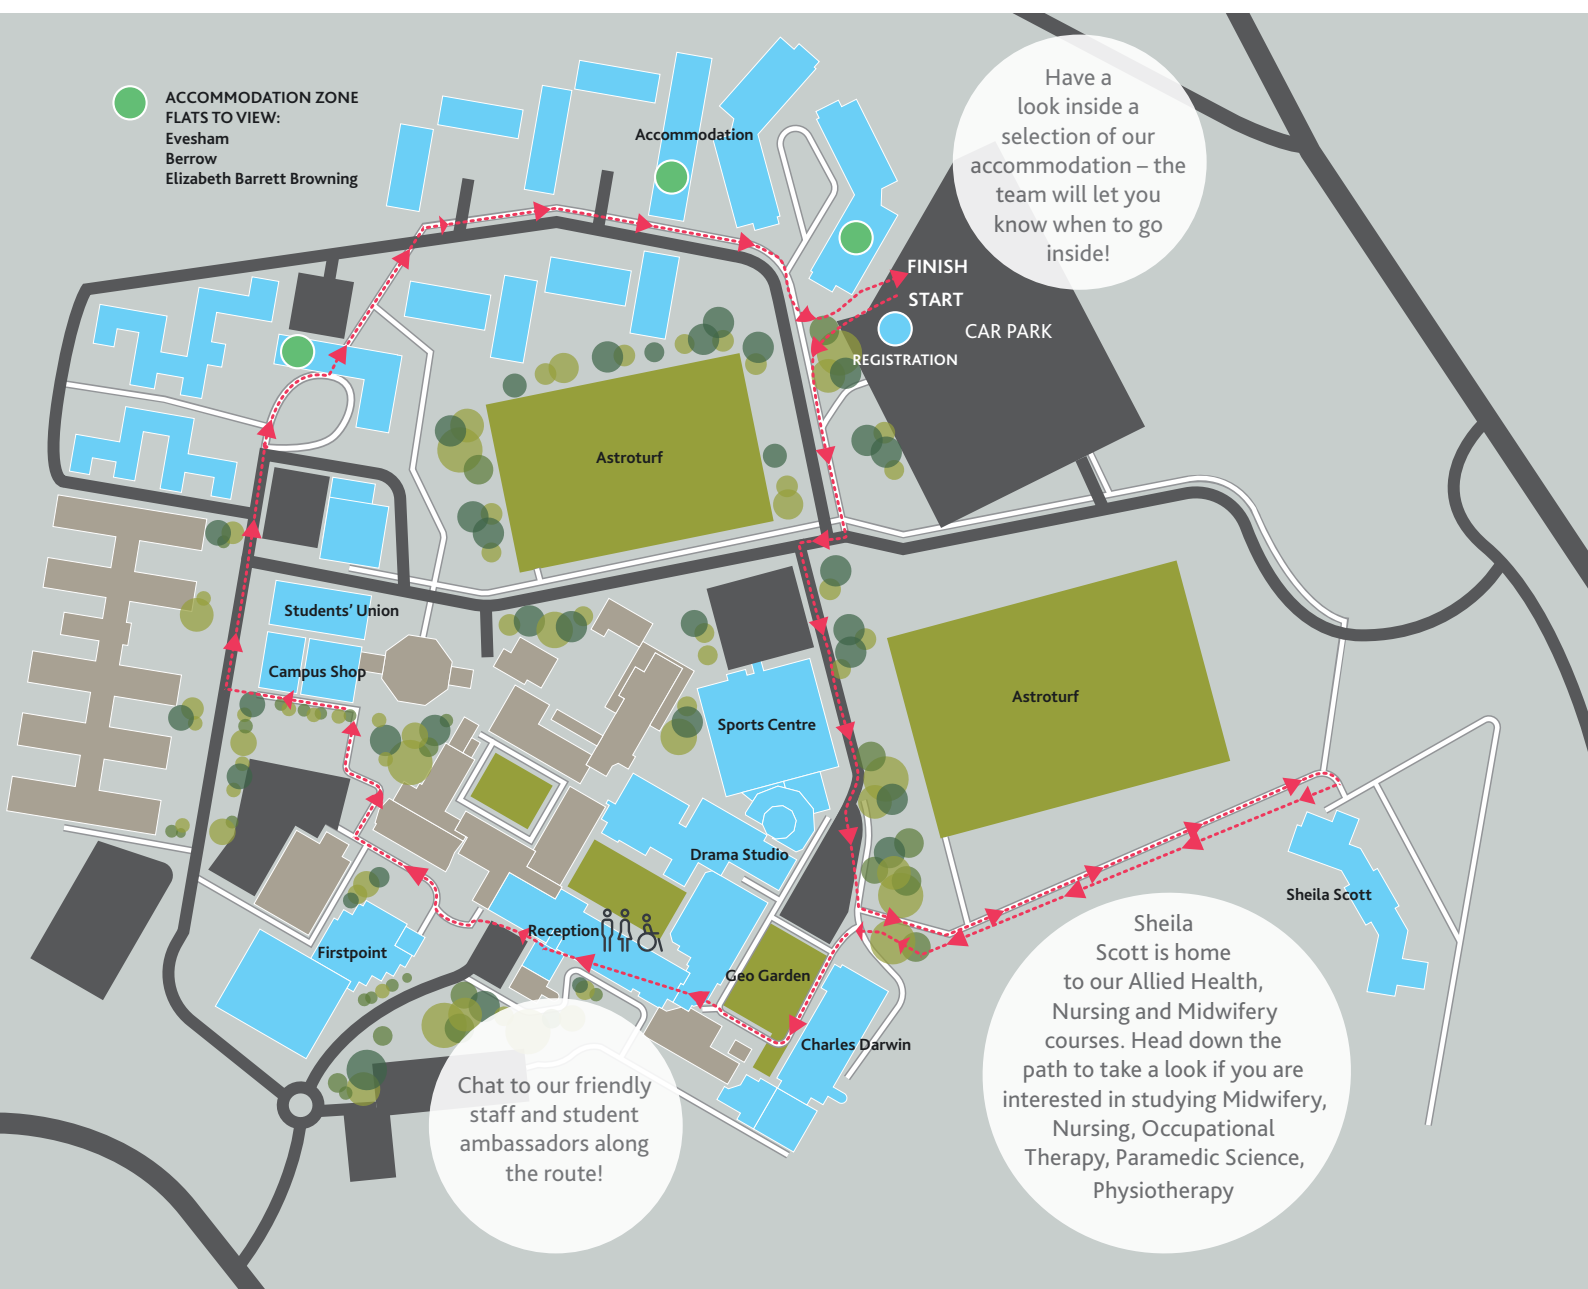 ACCOMMODATION ZONE
FLATS TO VIEW:
Evesham
Berrow
Elizabeth Barrett Browning
Accommodation
Have a
look inside a
selection of our
accommodation – the
team will let you
know when to go
inside!
FINISH
START
CAR PARK
REGISTRATION
Astroturf
Students’ Union
Campus Shop
Sports Centre
Astroturf
Drama Studio
Sheila Scott
Reception
Firstpoint
Geo Garden
Charles Darwin
Chat to our friendly
staff and student
ambassadors along
the route!
Sheila
Scott is home
to our Allied Health,
Nursing and Midwifery
courses. Head down the
path to take a look if you are
interested in studying Midwifery,
Nursing, Occupational
Therapy, Paramedic Science,
Physiotherapy